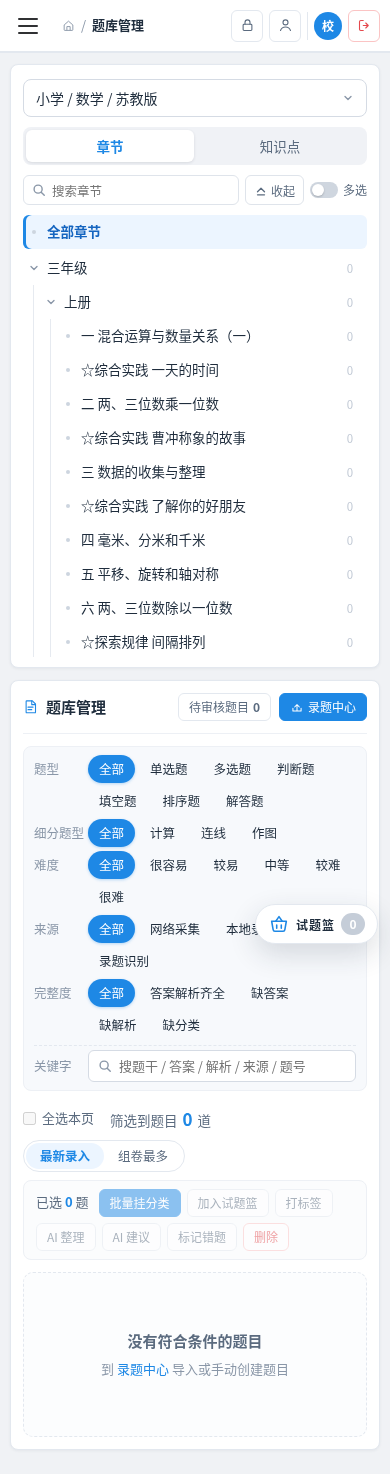 / 题库管理 校
小学 / 数学 / 苏教版
章节 知识点
搜索章节 收起 多选
全部章节
三年级 0
上册 0
一 混合运算与数量关系（一） 0
☆综合实践 一天的时间 0
二 两、三位数乘一位数 0
☆综合实践 曹冲称象的故事 0
三 数据的收集与整理 0
☆综合实践 了解你的好朋友 0
四 毫米、分米和千米 0
五 平移、旋转和轴对称 0
六 两、三位数除以一位数 0
☆探索规律 间隔排列 0
题库管理 待审核题目 0 录题中心
题型 全部 单选题 多选题 判断题
填空题 排序题 解答题
细分题型 全部 计算 连线 作图
难度 全部 很容易 较易 中等 较难
很难
来源 全部 网络采集 本地
试题篮 0
录题识别
完整度 全部 答案解析齐全 缺答案
缺解析 缺分类
关键字 搜题干 / 答案 / 解析 / 来源 / 题号
全选本页 筛选到题目 0 道
最新录入 组卷最多
已选 0 题 批量挂分类 加入试题篮 打标签
AI 整理 AI 建议 标记错题 删除
没有符合条件的题目
到 录题中心 导入或手动创建题目